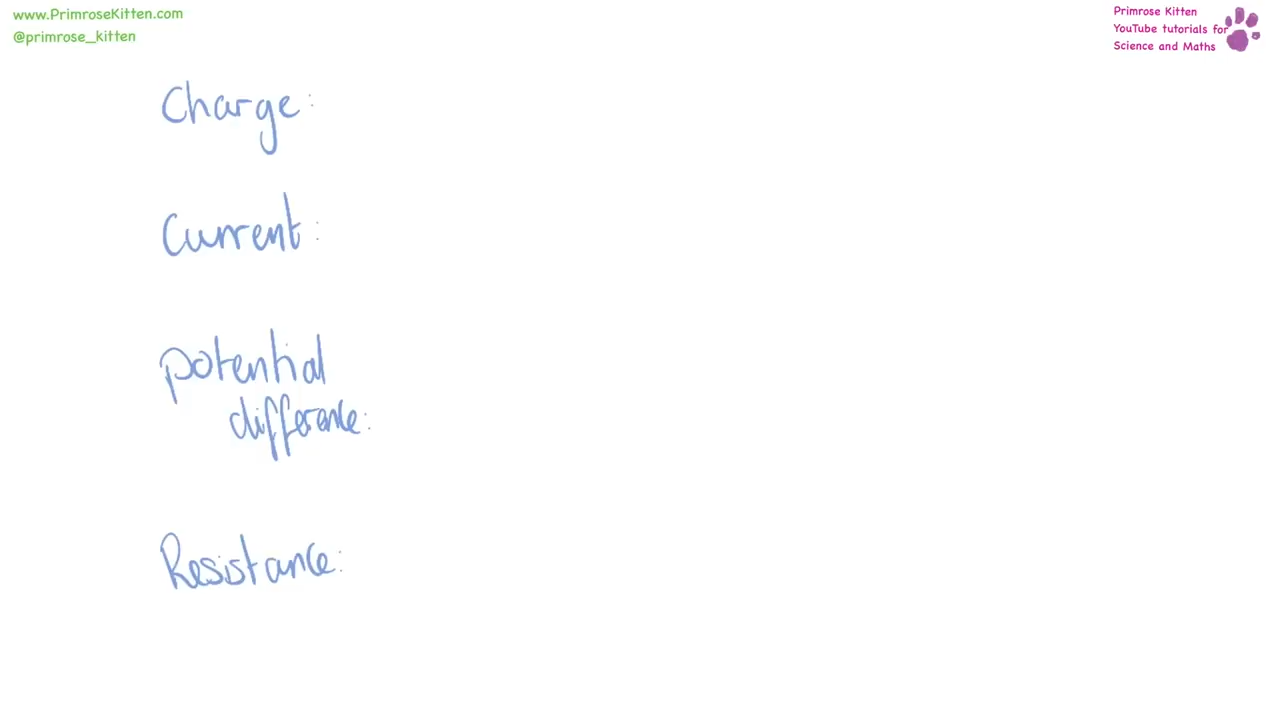 www.PrimroseKitten.com
@primrose_kitten
Primrose Kitten
YouTube tutorials for
Science and Maths
Charge:
Current:
potential
difference:
Resistance: